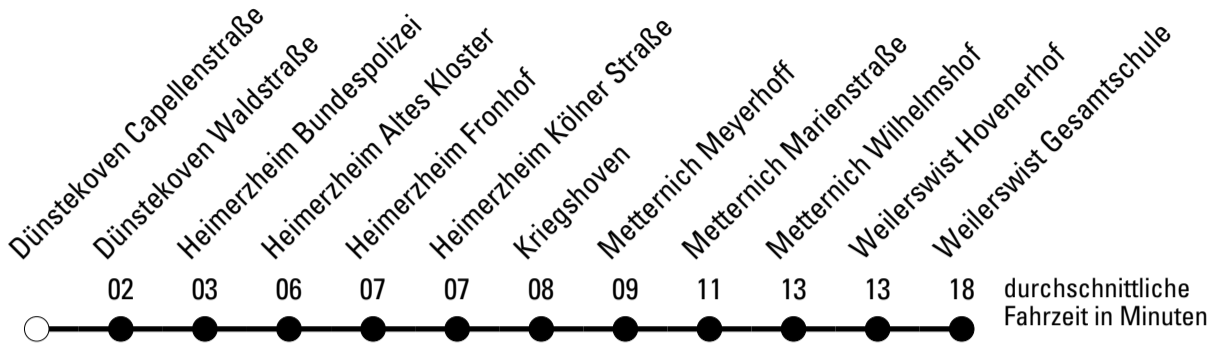 Dünstekoven Capellenstraße
Dünstekoven Waldstraße
Heimerzheim Bundespolizei
Heimerzheim Altes Kloster
Heimerzheim Fronhof
Heimerzheim Kölner Straße
Kriegshoven
Metternich Meyerhoff
Metternich Marienstraße
Metternich Wilhelmshof
Weilerswist Hovenerhof
Weilerswist Gesamtschule
02 03 06 07 07 08 09 11 13 13 18
durchschnittliche
Fahrzeit in Minuten